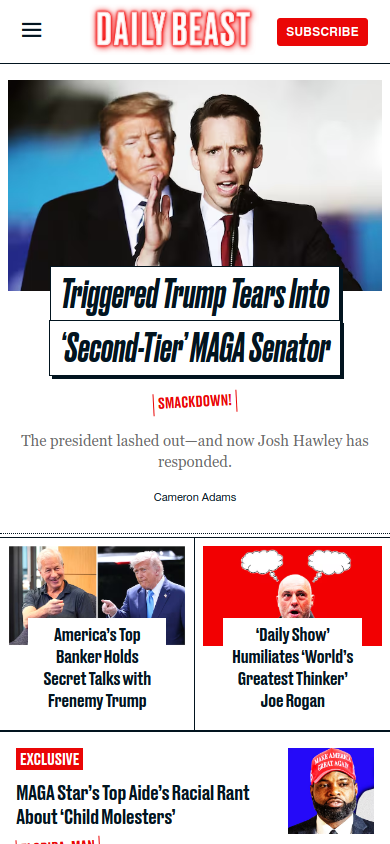 DAILY BEAST
SUBSCRIBE
Triggered Trump Tears Into
‘Second-Tier’ MAGA Senator
SMACKDOWN!
The president lashed out—and now Josh Hawley has
responded.
Cameron Adams
America’s Top
Banker Holds
Secret Talks with
Frenemy Trump
‘Daily Show’
Humiliates ‘World’s
Greatest Thinker’
Joe Rogan
EXCLUSIVE
MAGA Star’s Top Aide’s Racial Rant
About ‘Child Molesters’
MAKE AMERICA
GREAT AGAIN
FLORIDA MAN